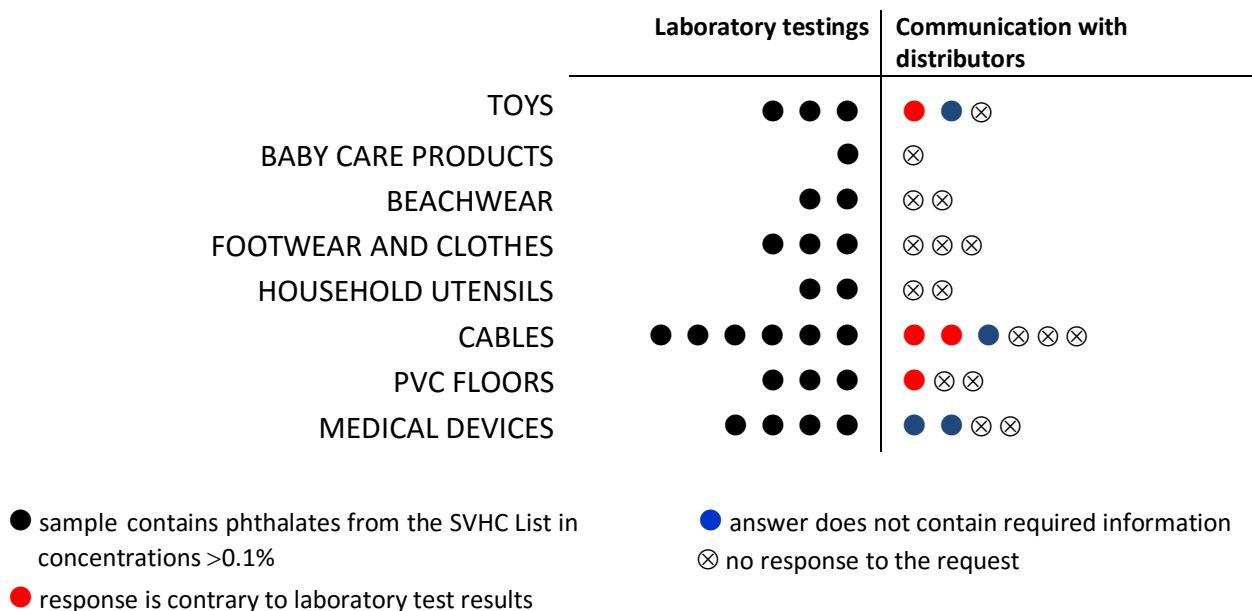 Laboratory testings
Communication with
distributors
TOYS
BABY CARE PRODUCTS
BEACHWEAR
FOOTWEAR AND CLOTHES
HOUSEHOLD UTENSILS
CABLES
PVC FLOORS
MEDICAL DEVICES
sample contains phthalates from the SVHC List in
concentrations >0.1%
response is contrary to laboratory test results
answer does not contain required information
no response to the request